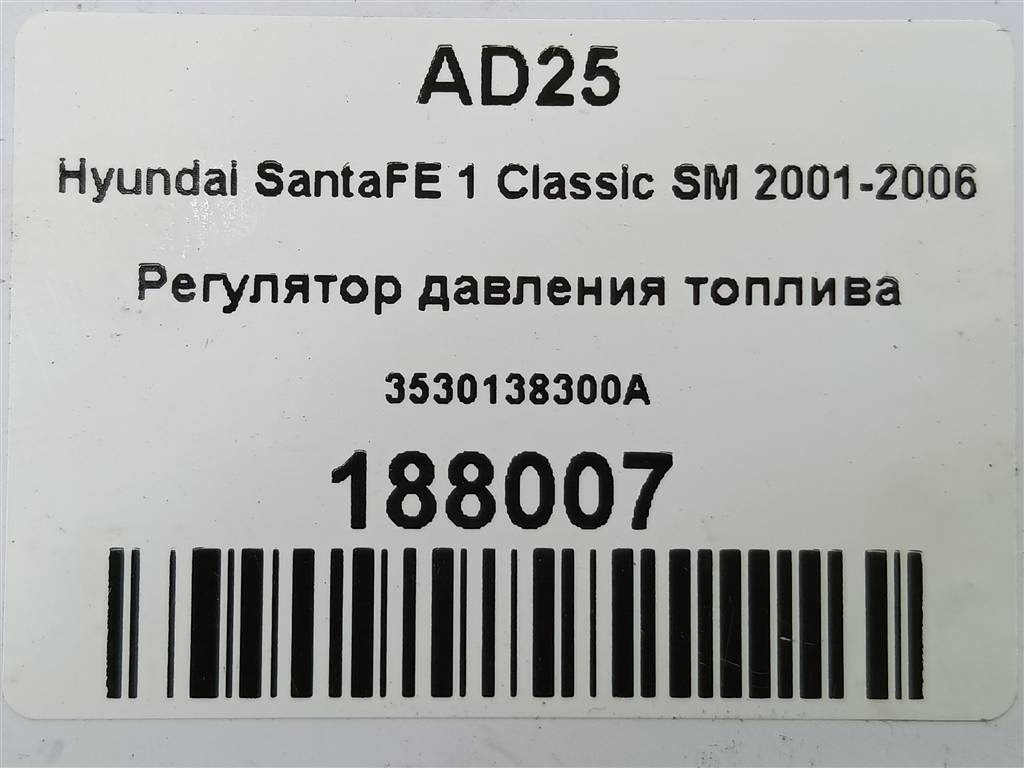 AD25
Hyundai SantaFE 1 Classic SM 2001-2006
Регулятор давления топлива
3530138300A
188007